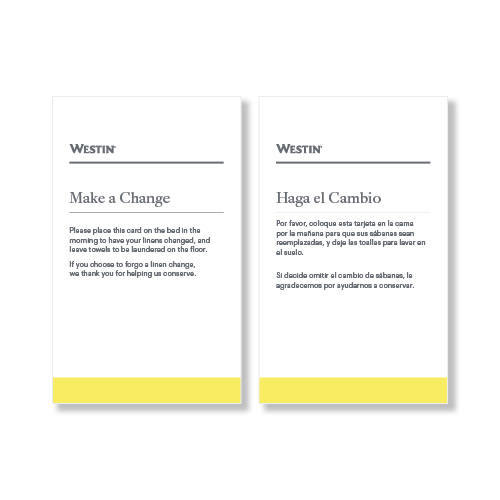 WESTIN
Make a Change
Please place this card on the bed in the
morning to have your linens changed, and
leave towels to be laundered on the floor.
If you choose to forgo a linen change,
we thank you for helping us conserve.
WESTIN
Haga el Cambio
Por favor, coloque esta tarjeta en la cama
por la mañana para que sus sábanas sean
reemplazadas, y deje las toallas para lavar en
el suelo.
Si decide omitir el cambio de sábanas, le
agradecemos por ayudarnos a conservar.